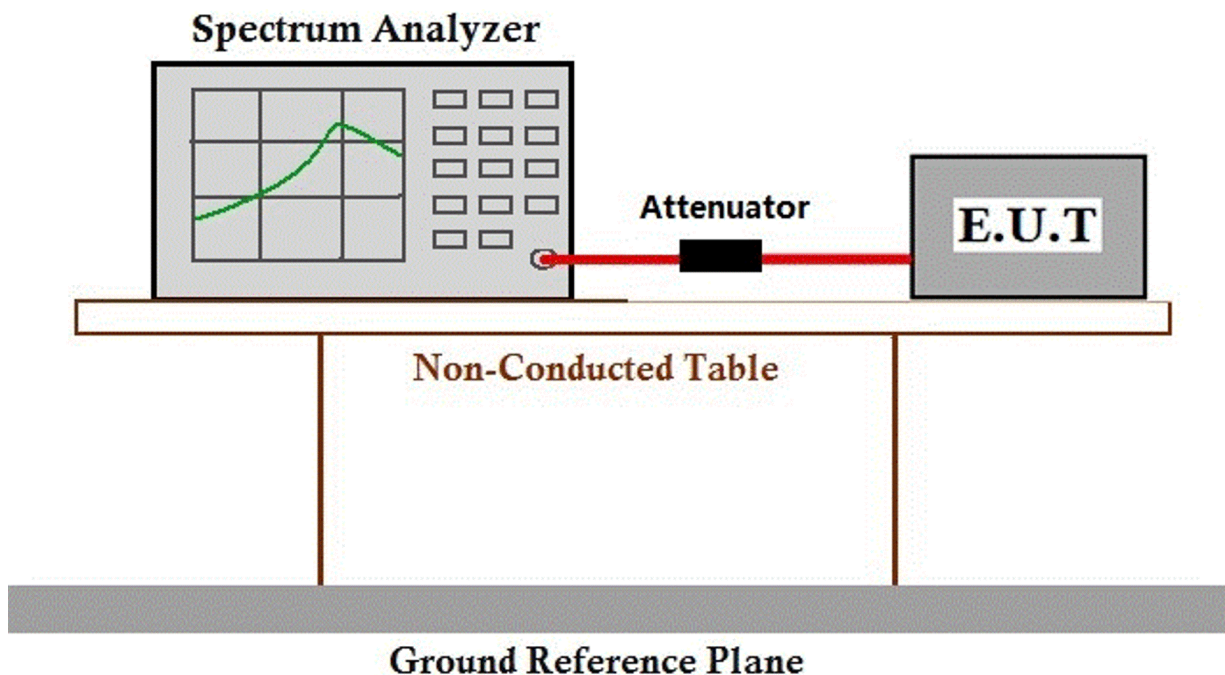 Spectrum Analyzer
Attenuator
E.U.T
Non-Conducted Table
Ground Reference Plane